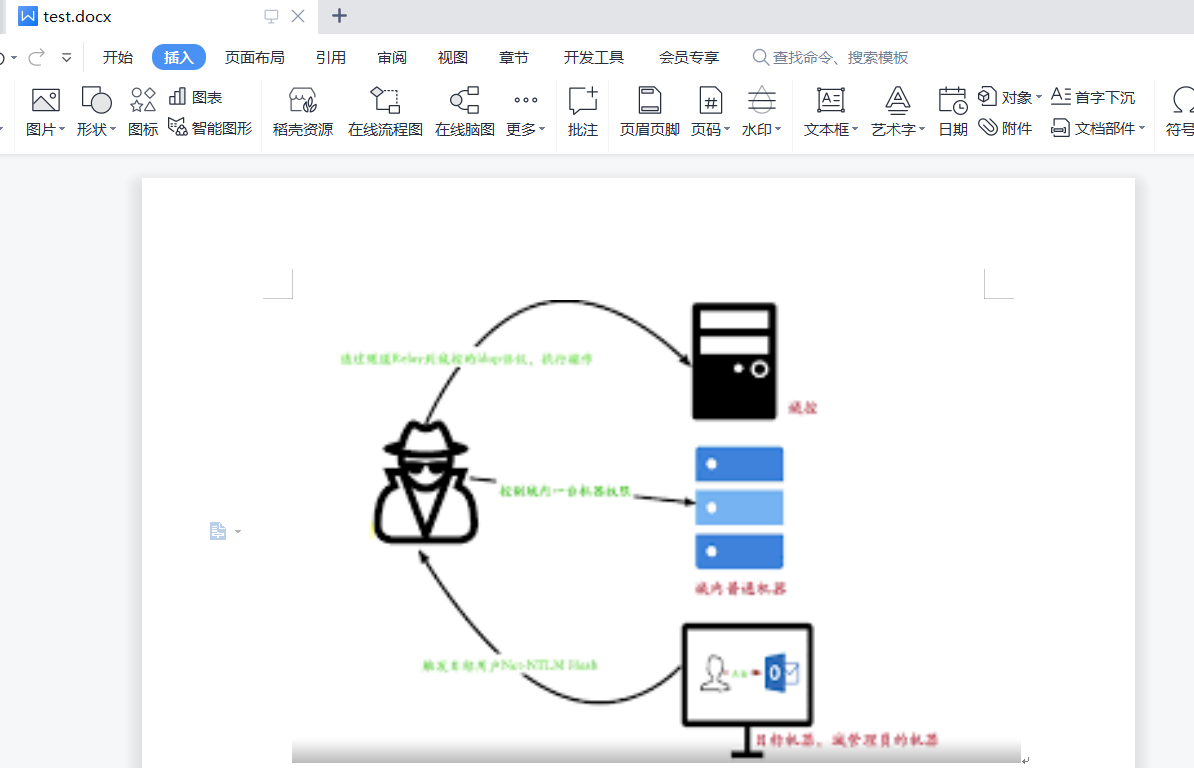 test.docx
开始 插入 页面布局 引用 审阅 视图 章节 开发工具 会员专享 查找命令、搜索模板
图表 对象 首字下沉
图片 形状 图标 智能图形 稻壳资源 在线流程图 在线脑图 更多 批注 页眉页脚 页码 水印 文本框 艺术字 日期 附件 文档部件 符号
通过隧道Relay到域控的ldap协议，执行操作
域控
控制域内一台机器权限
域内普通机器
触发目标用户Net-NTLM Hash
目标机器，域管理员的机器